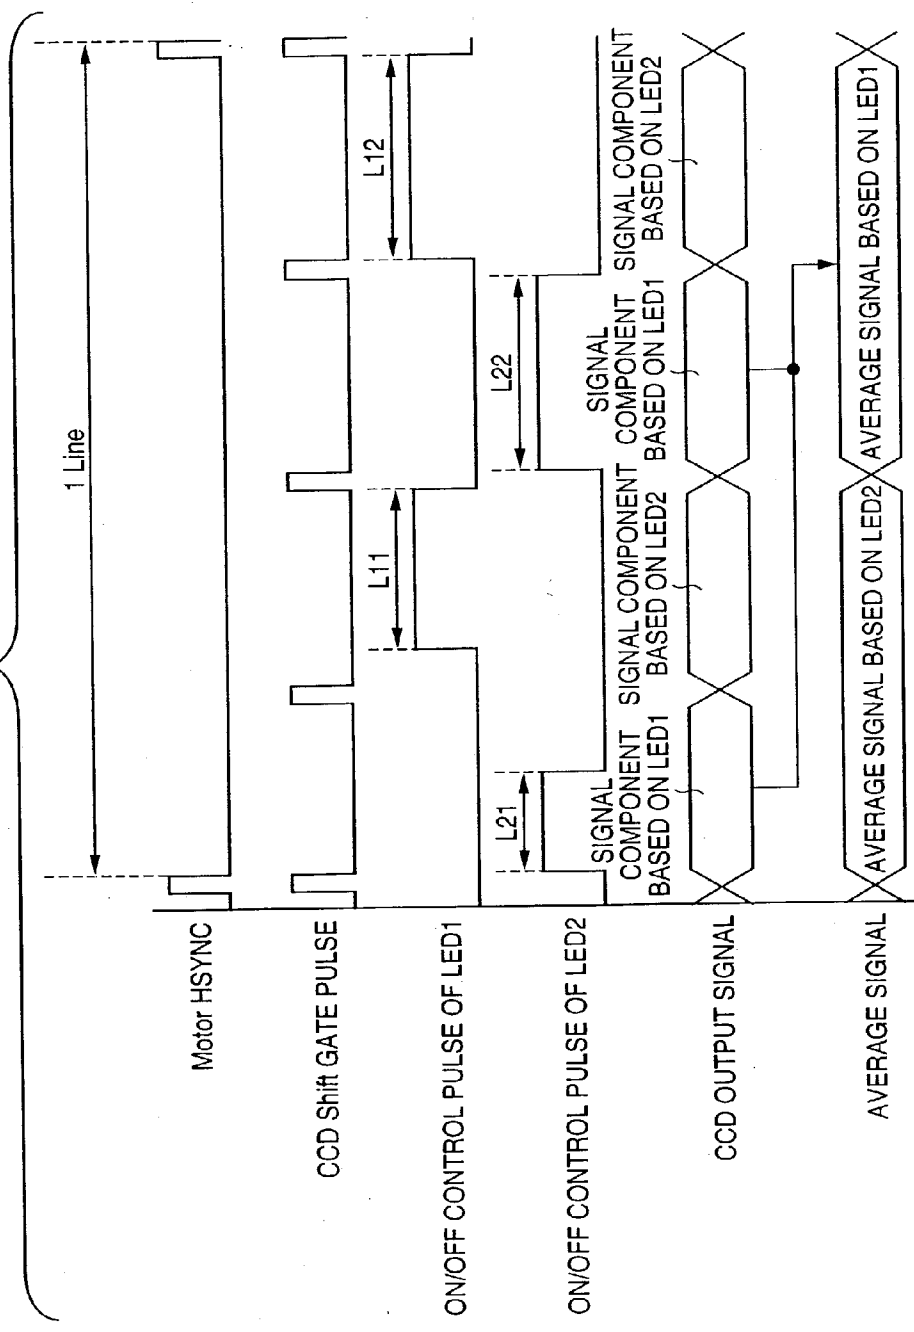 1 Line
Motor HSYNC
CCD Shift GATE PULSE
L11
L12
ON/OFF CONTROL PULSE OF LED1
L21
L22
ON/OFF CONTROL PULSE OF LED2
SIGNAL
COMPONENT
BASED ON LED1
SIGNAL COMPONENT
BASED ON LED2
SIGNAL
COMPONENT
BASED ON LED1
SIGNAL COMPONENT
BASED ON LED2
CCD OUTPUT SIGNAL
AVERAGE SIGNAL
AVERAGE SIGNAL BASED ON LED2
AVERAGE SIGNAL BASED ON LED1